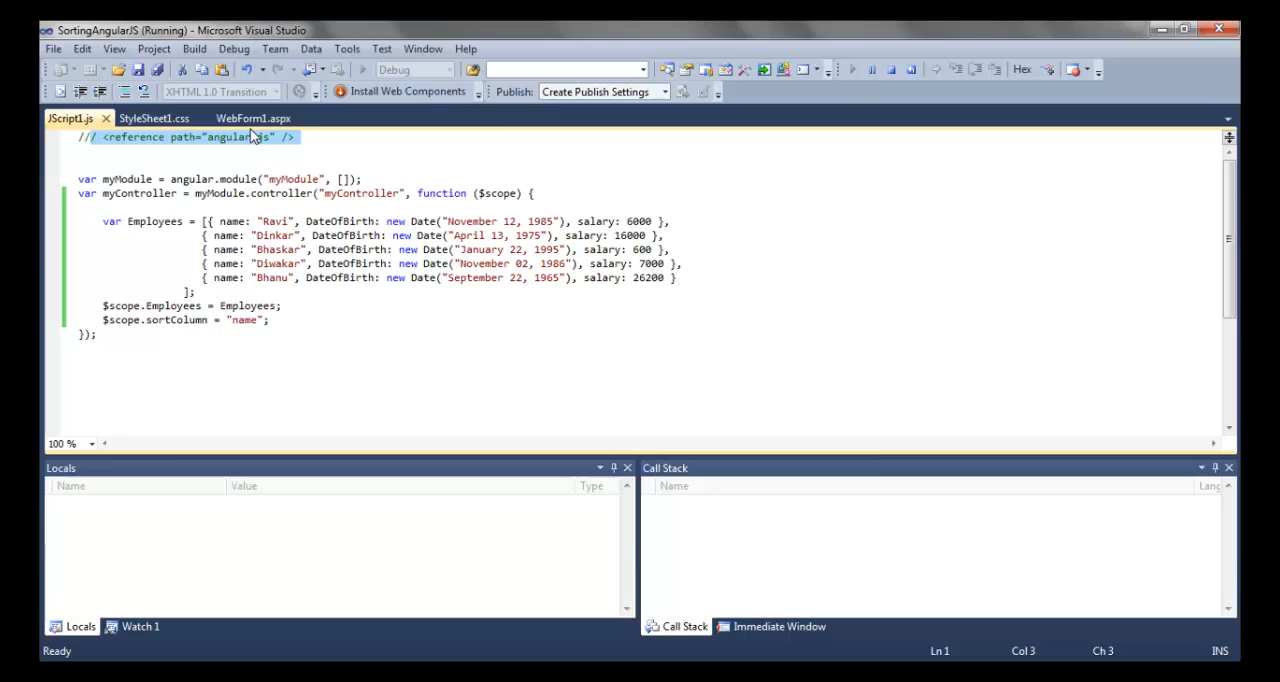 SortingAngularJS (Running) - Microsoft Visual Studio
File Edit View Project Build Debug Team Data Tools Test Window Help
Debug Hex
XHTML 1.0 Transition Install Web Components Publish: Create Publish Settings
JScript1.js StyleSheet1.css WebForm1.aspx
/// <reference path="angular.js" />
var myModule = angular.module("myModule", []);
var myController = myModule.controller("myController", function ($scope) {
var Employees = [{ name: "Ravi", DateOfBirth: new Date("November 12, 1985"), salary: 6000 },
{ name: "Dinkar", DateOfBirth: new Date("April 13, 1975"), salary: 16000 },
{ name: "Bhaskar", DateOfBirth: new Date("January 22, 1995"), salary: 600 },
{ name: "Diwakar", DateOfBirth: new Date("November 02, 1986"), salary: 7000 },
{ name: "Bhanu", DateOfBirth: new Date("September 22, 1965"), salary: 26200 }
];
$scope.Employees = Employees;
$scope.sortColumn = "name";
});
100 %
Locals Call Stack
Name Value Type Name Lang
Locals Watch 1 Call Stack Immediate Window
Ready Ln 1 Col 3 Ch 3 INS